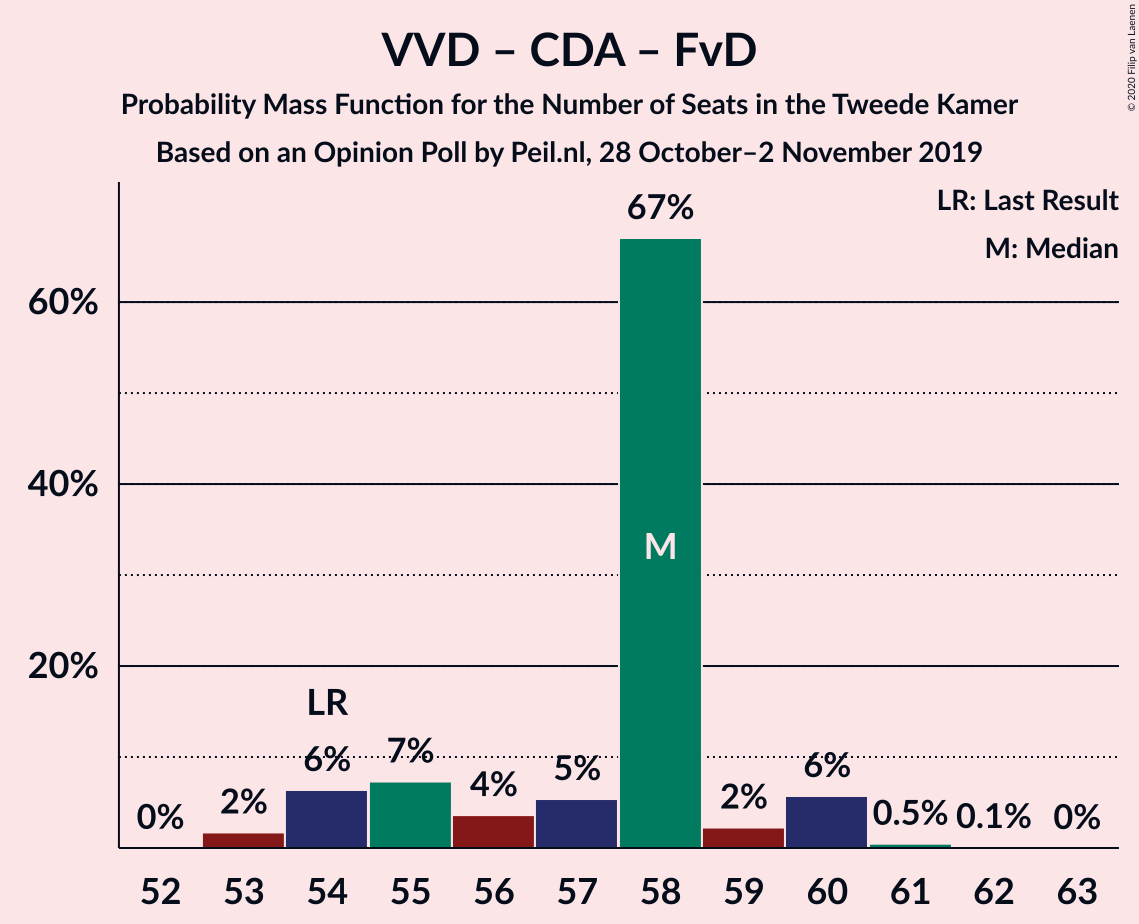 VVD – CDA – FvD
Probability Mass Function for the Number of Seats in the Tweede Kamer
Based on an Opinion Poll by Peil.nl, 28 October–2 November 2019
© 2020 Filip van Laenen
LR: Last Result
M: Median
67%
60%
40%
20%
M
LR
0%
2%
6%
7%
4%
5%
2%
6%
0.5%
0.1%
0%
52 53 54 55 56 57 58 59 60 61 62 63